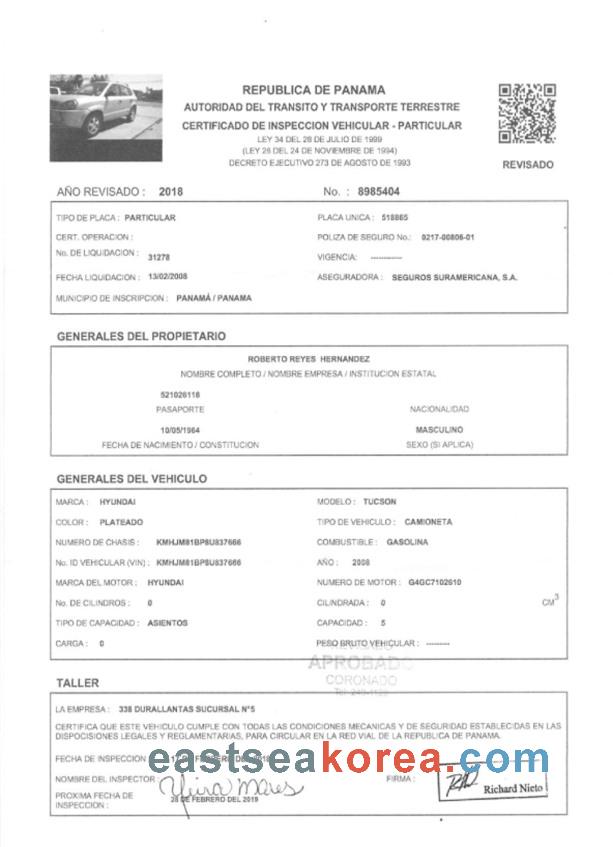 REPUBLICA DE PANAMA
AUTORIDAD DEL TRANSITO Y TRANSPORTE TERRESTRE
CERTIFICADO DE INSPECCION VEHICULAR - PARTICULAR
LEY 34 DEL 28 DE JULIO DE 1999
(LEY 26 DEL 24 DE NOVIEMBRE DE 1994)
DECRETO EJECUTIVO 273 DE AGOSTO DE 1993
REVISADO
AÑO REVISADO : 2018 No. : 8985404
TIPO DE PLACA : PARTICULAR PLACA UNICA : 518865
CERT. OPERACION : POLIZA DE SEGURO No.: 0217-00806-01
No. DE LIQUIDACION : 31278 VIGENCIA: ------------
FECHA LIQUIDACION : 13/02/2008 ASEGURADORA : SEGUROS SURAMERICANA, S.A.
MUNICIPIO DE INSCRIPCION : PANAMÁ / PANAMA
GENERALES DEL PROPIETARIO
ROBERTO REYES HERNANDEZ
NOMBRE COMPLETO / NOMBRE EMPRESA / INSTITUCION ESTATAL
521026118
PASAPORTE NACIONALIDAD
10/05/1964 MASCULINO
FECHA DE NACIMIENTO / CONSTITUCION SEXO (SI APLICA)
GENERALES DEL VEHICULO
MARCA : HYUNDAI MODELO : TUCSON
COLOR : PLATEADO TIPO DE VEHICULO : CAMIONETA
NUMERO DE CHASIS : KMHJM81BP8U837666 COMBUSTIBLE : GASOLINA
No. ID VEHICULAR (VIN) : KMHJM81BP8U837666 AÑO : 2008
MARCA DEL MOTOR : HYUNDAI NUMERO DE MOTOR : G4GC7102610
No. DE CILINDROS : 0 CILINDRADA : 0 CM3
TIPO DE CAPACIDAD : ASIENTOS CAPACIDAD : 5
CARGA : 0 PESO BRUTO VEHICULAR : --------
APROBADO
CORONADO
TALLER
LA EMPRESA : 338 DURALLANTAS SUCURSAL N°5
CERTIFICA QUE ESTE VEHICULO CUMPLE CON TODAS LAS CONDICIONES MECANICAS Y DE SEGURIDAD ESTABLECIDAS EN LAS
DISPOCISIONES LEGALES Y REGLAMENTARIAS, PARA CIRCULAR EN LA RED VIAL DE LA REPUBLICA DE PANAMA.
FECHA DE INSPECCION
eastseakorea.com
NOMBRE DEL INSPECTOR : FIRMA :
Richard Nieto
PROXIMA FECHA DE
INSPECCION : 28 DE FEBRERO DEL 2019